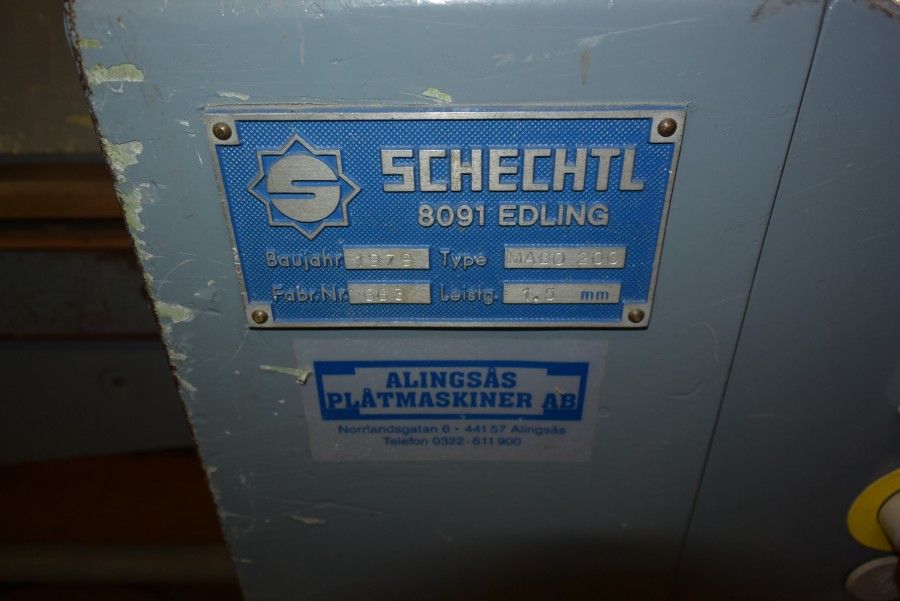 SCHECHTL
8091 EDLING
Baujahr 1979 Type MABO 200
Fabr.Nr. Leistg. 1.5 mm
ALINGSÅS
PLÅTMASKINER AB
Norrlandsgatan 6 • 441 57 Alingsås
Telefon 0322-611 900